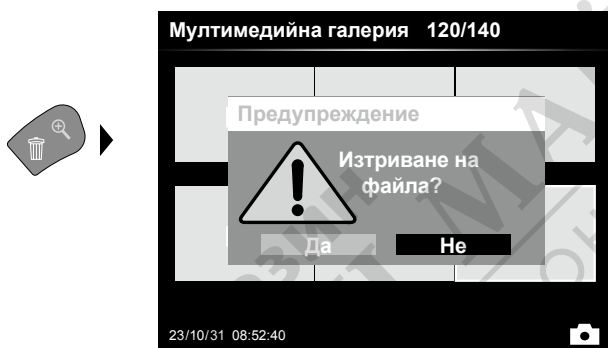 Мултимедийна галерия 120/140
Предупреждение
Изтриване на
файла?
Да Не
23/10/31 08:52:40